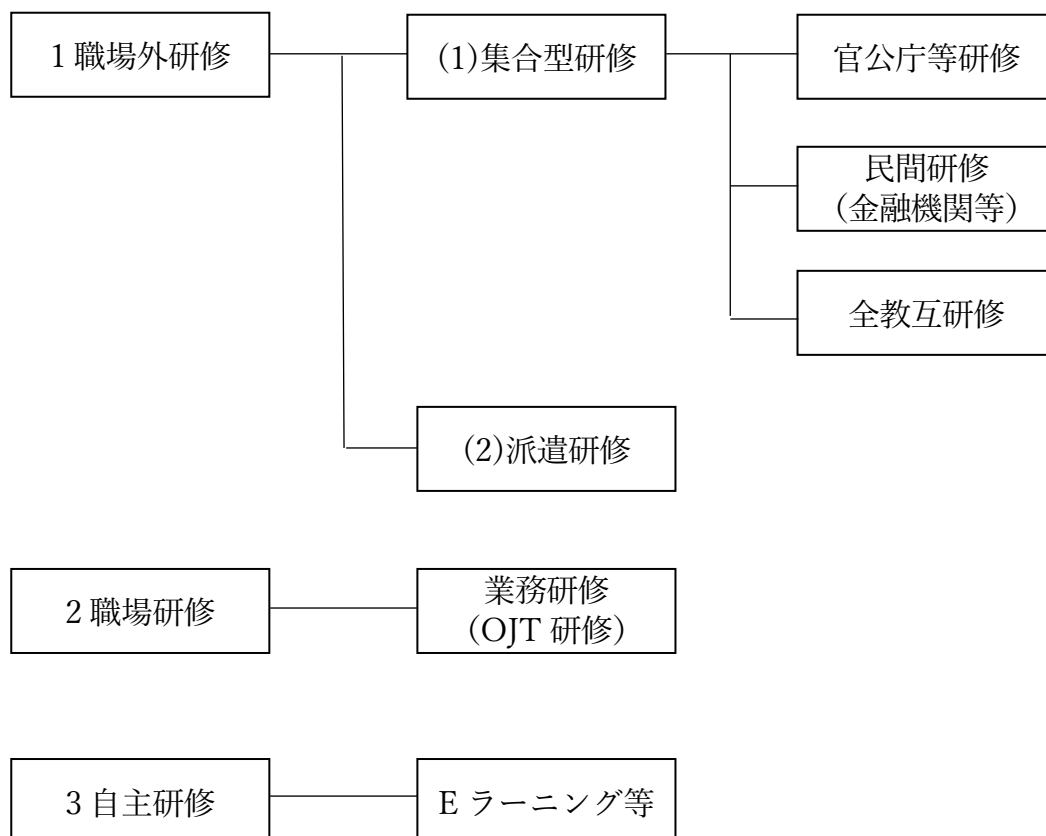 1 職場外研修
(1)集合型研修
官公庁等研修
民間研修
(金融機関等)
全教互研修
(2)派遣研修
2 職場研修
業務研修
(OJT 研修)
3 自主研修
E ラーニング等